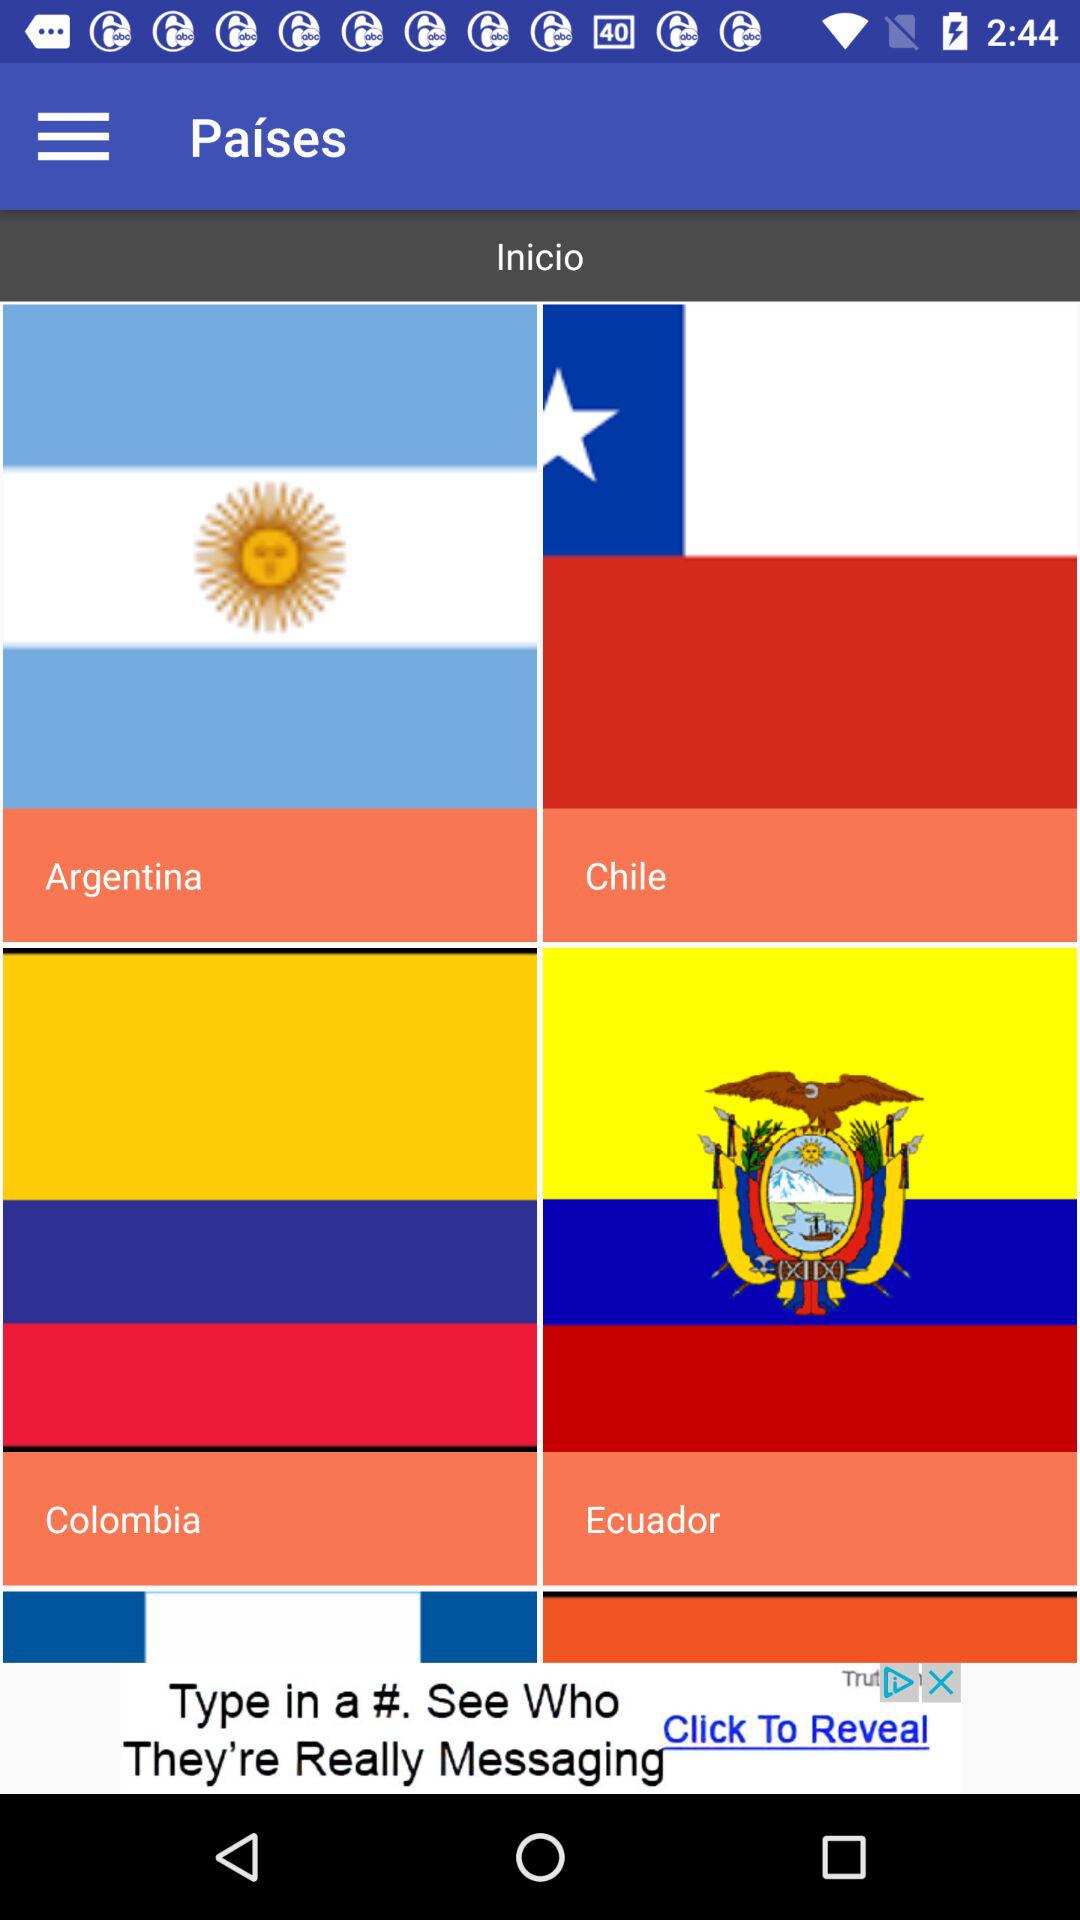 40 2:44
Países
Inicio
Argentina Chile
Colombia Ecuador
Type in a #. See Who
They're Really Messaging
Click To Reveal